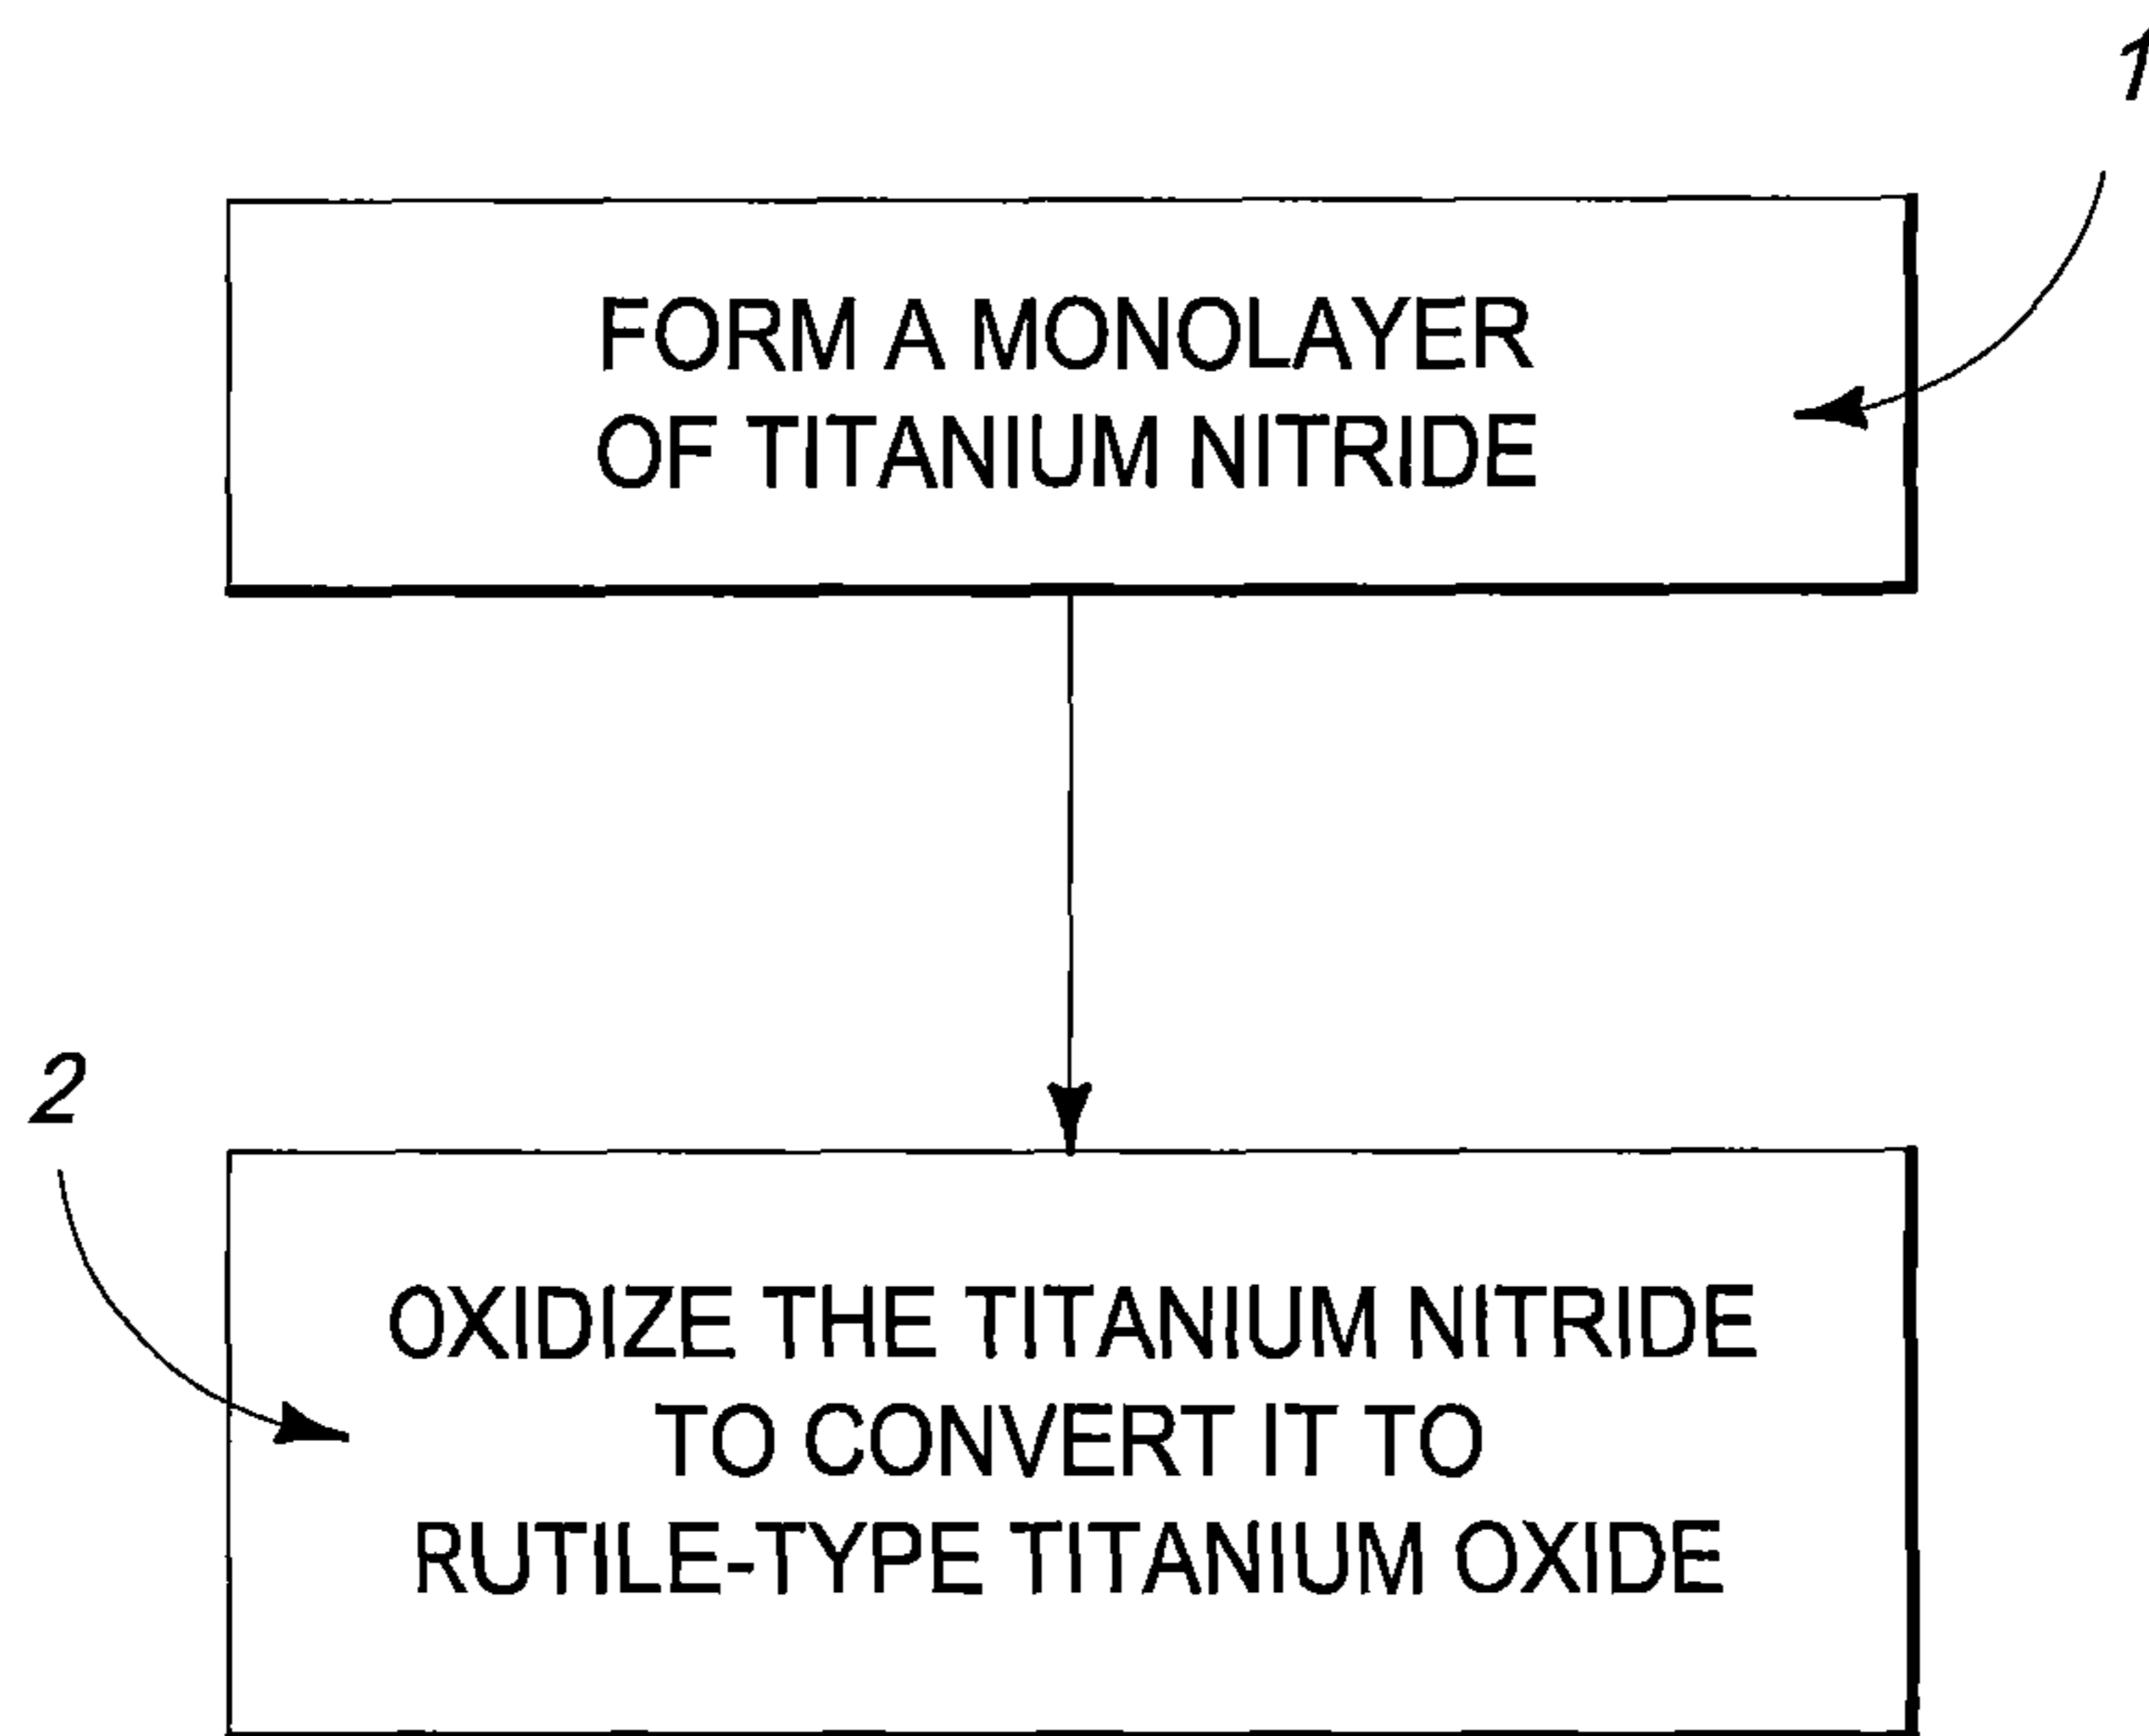 1
FORM A MONOLAYER
OF TITANIUM NITRIDE
2
OXIDIZE THE TITANIUM NITRIDE
TO CONVERT IT TO
RUTILE-TYPE TITANIUM OXIDE